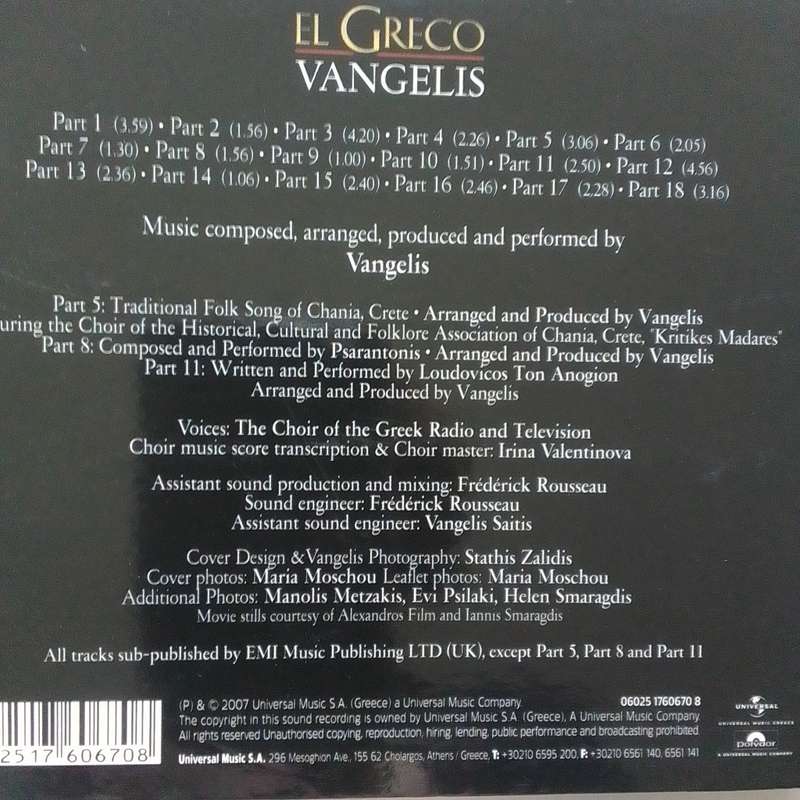 EL GRECO
VANGELIS
Part 1 (3.59) • Part 2 (1.56) • Part 3 (4.20) • Part 4 (2.26) • Part 5 (3.06) • Part 6 (2.05)
Part 7 (1.30) • Part 8 (1.56) • Part 9 (1.00) • Part 10 (1.51) • Part 11 (2.50) • Part 12 (4.56)
Part 13 (2.36) • Part 14 (1.06) • Part 15 (2.40) • Part 16 (2.46) • Part 17 (2.28) • Part 18 (3.16)
Music composed, arranged, produced and performed by
Vangelis
Part 5: Traditional Folk Song of Chania, Crete • Arranged and Produced by Vangelis
uring the Choir of the Historical, Cultural and Folklore Association of Chania, Crete, "Kritikes Madares"
Part 8: Composed and Performed by Psarantonis • Arranged and Produced by Vangelis
Part 11: Written and Performed by Loudovicos Ton Anogion
Arranged and Produced by Vangelis
Voices: The Choir of the Greek Radio and Television
Choir music score transcription & Choir master: Irina Valentinova
Assistant sound production and mixing: Frédérick Rousseau
Sound engineer: Frédérick Rousseau
Assistant sound engineer: Vangelis Saitis
Cover Design & Vangelis Photography: Stathis Zalidis
Cover photos: Maria Moschou Leaflet photos: Maria Moschou
Additional Photos: Manolis Metzakis, Evi Psilaki, Helen Smaragdis
Movie stills courtesy of Alexandros Film and Iannis Smaragdis
All tracks sub-published by EMI Music Publishing LTD (UK), except Part 5, Part 8 and Part 11
(P) & © 2007 Universal Music S.A. (Greece) a Universal Music Company.
The copyright in this sound recording is owned by Universal Music S.A (Greece), A Universal Music Company
All rights reserved Unauthorised copying, reproduction, hiring, lending, public performance and broadcasting prohibited.
Universal Music S.A. 296 Mesoghion Ave., 155 62 Cholargos, Athens / Greece, T: +30210 6595 200, F: +30210 6561 140, 6561 141
06025 1760670 8
UNIVERSAL
UNIVERSAL MUSIC GREECE
polydor
A UNIVERSAL MUSIC COMPANY
2517 606708